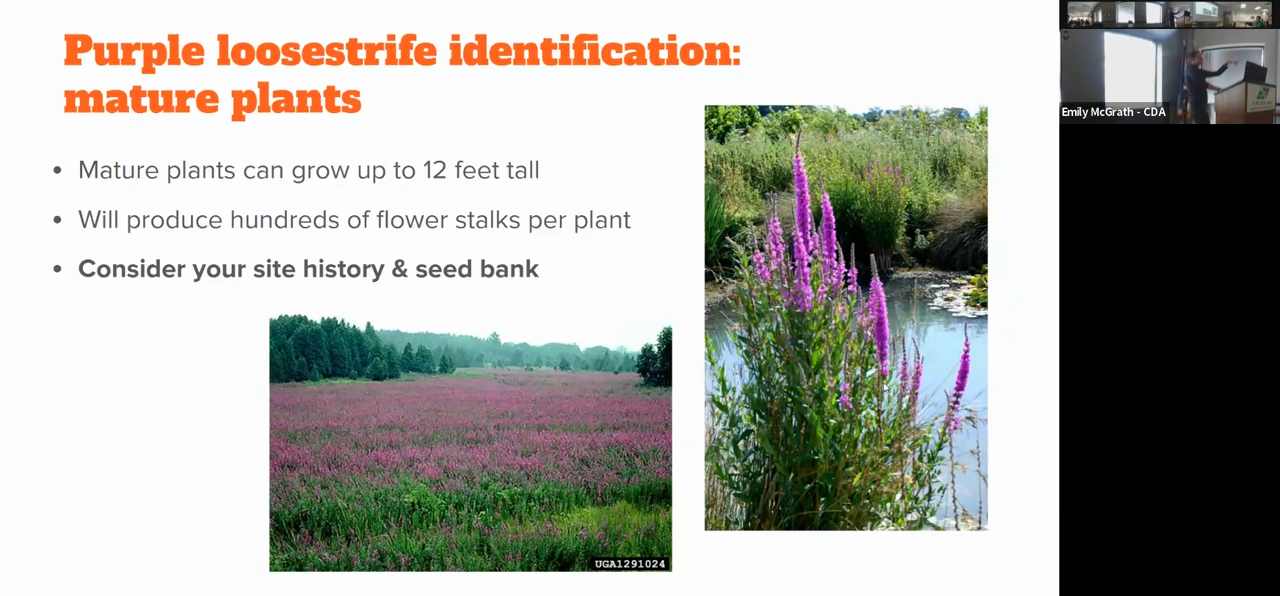 Purple loosestrife identification:
mature plants
• Mature plants can grow up to 12 feet tall
• Will produce hundreds of flower stalks per plant
• Consider your site history & seed bank
UGA1291024
Emily McGrath - CDA